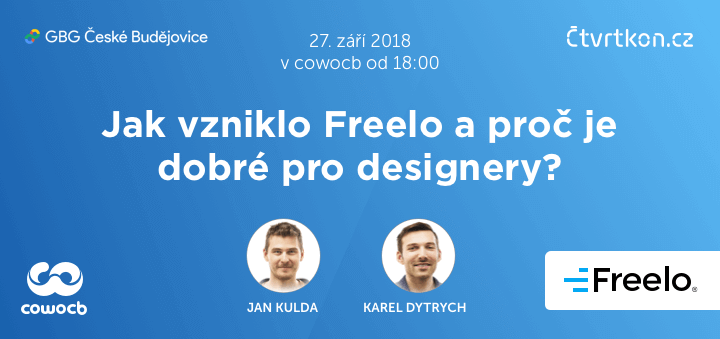 GBG České Budějovice
27. září 2018
v cowocb od 18:00
Čtvrtkon.cz
Jak vzniklo Freelo a proč je
dobré pro designery?
JAN KULDA
KAREL DYTRYCH
cowocb
Freelo®